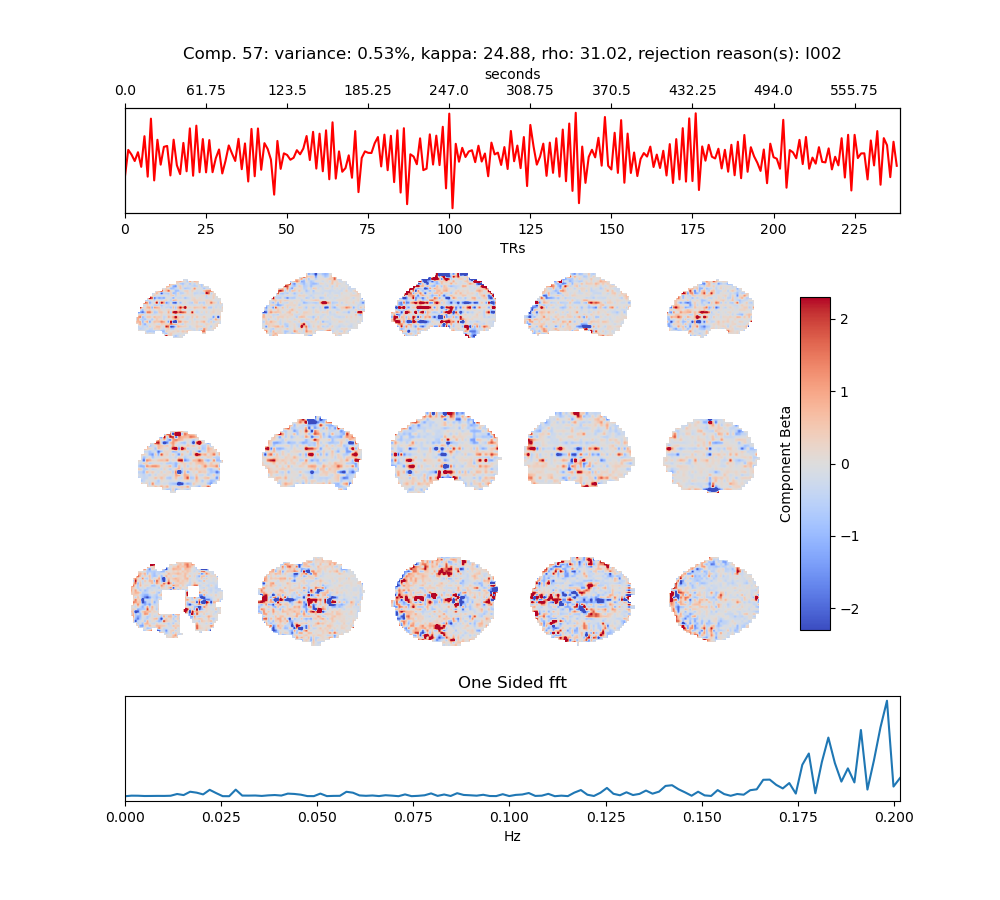 Comp. 57: variance: 0.53%, kappa: 24.88, rho: 31.02, rejection reason(s): I002
seconds
0.0 61.75 123.5 185.25 247.0 308.75 370.5 432.25 494.0 555.75
0 25 50 75 100 125 150 175 200 225
TRs
2
1
0
−1
−2
Component Beta
One Sided fft
0.000 0.025 0.050 0.075 0.100 0.125 0.150 0.175 0.200
Hz